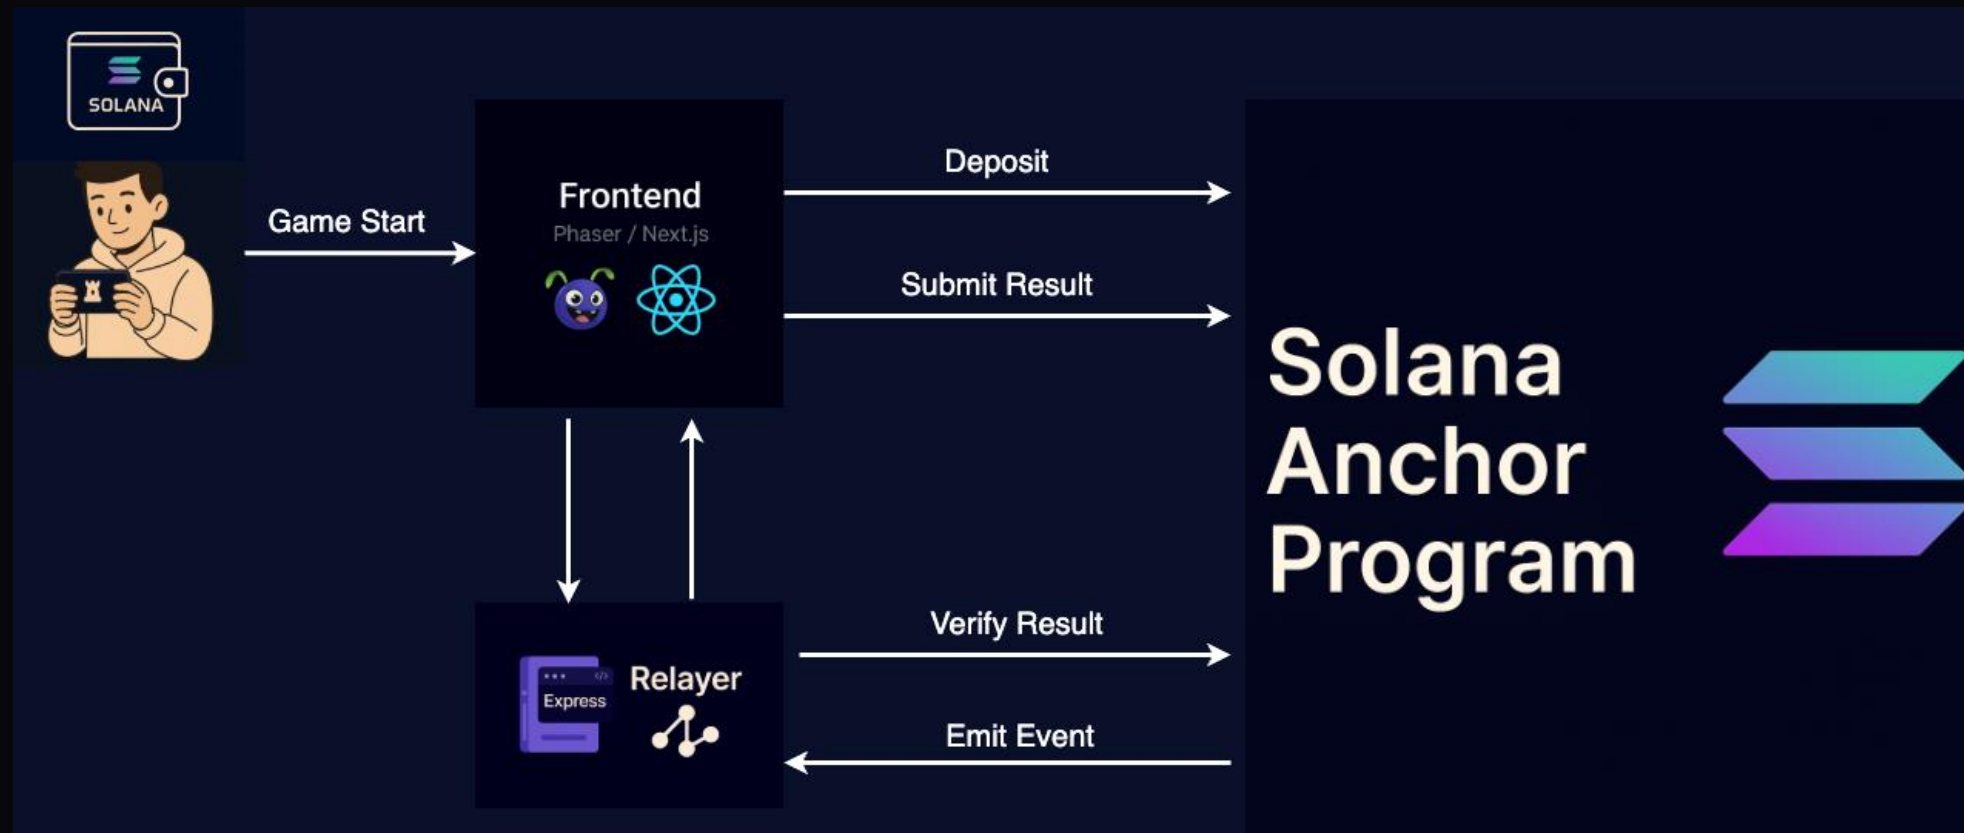 SOLANA
Game Start
Frontend
Phaser / Next.js
Deposit
Submit Result
Solana
Anchor
Program
Express
Relayer
Verify Result
Emit Event